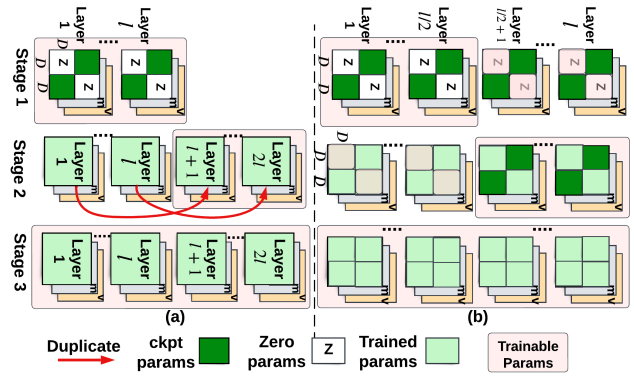 Layer 1
Layer l
Layer 1
Layer l/2
Layer l/2 + 1
Layer l
Stage 1
D
D
D
Z
Z
Z
Z
m
v
m
v
D
D
Z
Z
Z
Z
Z
Z
Z
Z
m
v
m
v
m
v
m
v
Stage 2
Layer 1
Layer l
Layer l + 1
Layer 2l
m
v
m
v
m
v
m
v
D
D
D
m
v
m
v
m
v
m
v
Stage 3
Layer 1
Layer l
Layer l + 1
Layer 2l
m
v
m
v
m
v
m
v
m
v
m
v
m
v
m
v
(a)
(b)
Duplicate
ckpt params
Zero params
Z
Trained params
Trainable Params